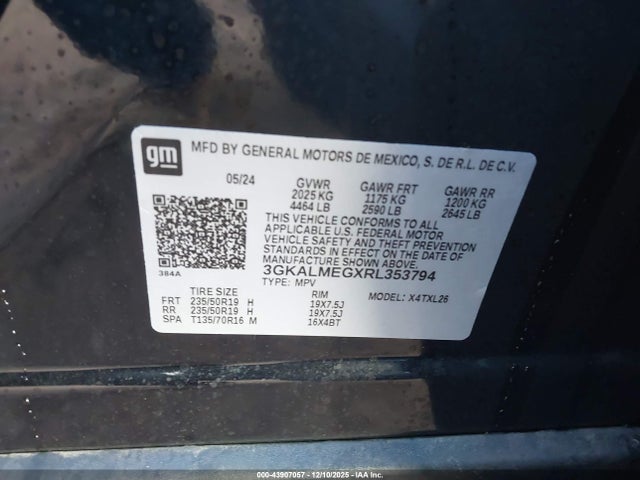 gm
MFD BY GENERAL MOTORS DE MEXICO, S. DE R.L. DE C.V.
05/24 GVWR GAWR FRT GAWR RR
2025 KG 1175 KG 1200 KG
4464 LB 2590 LB 2645 LB
THIS VEHICLE CONFORMS TO ALL
APPLICABLE U.S. FEDERAL MOTOR
VEHICLE SAFETY AND THEFT PREVENTION
STANDARDS IN EFFECT ON THE DATE OF
MANUFACTURE SHOWN ABOVE.
384A
3GKALMEGXRL353794
TYPE: MPV
TIRE SIZE RIM MODEL: X4TXL26
FRT 235/50R19 H 19X7.5J
RR 235/50R19 H 19X7.5J
SPA T135/70R16 M 16X4BT
000-43907057 - 12/10/2025 - IAAI.COM